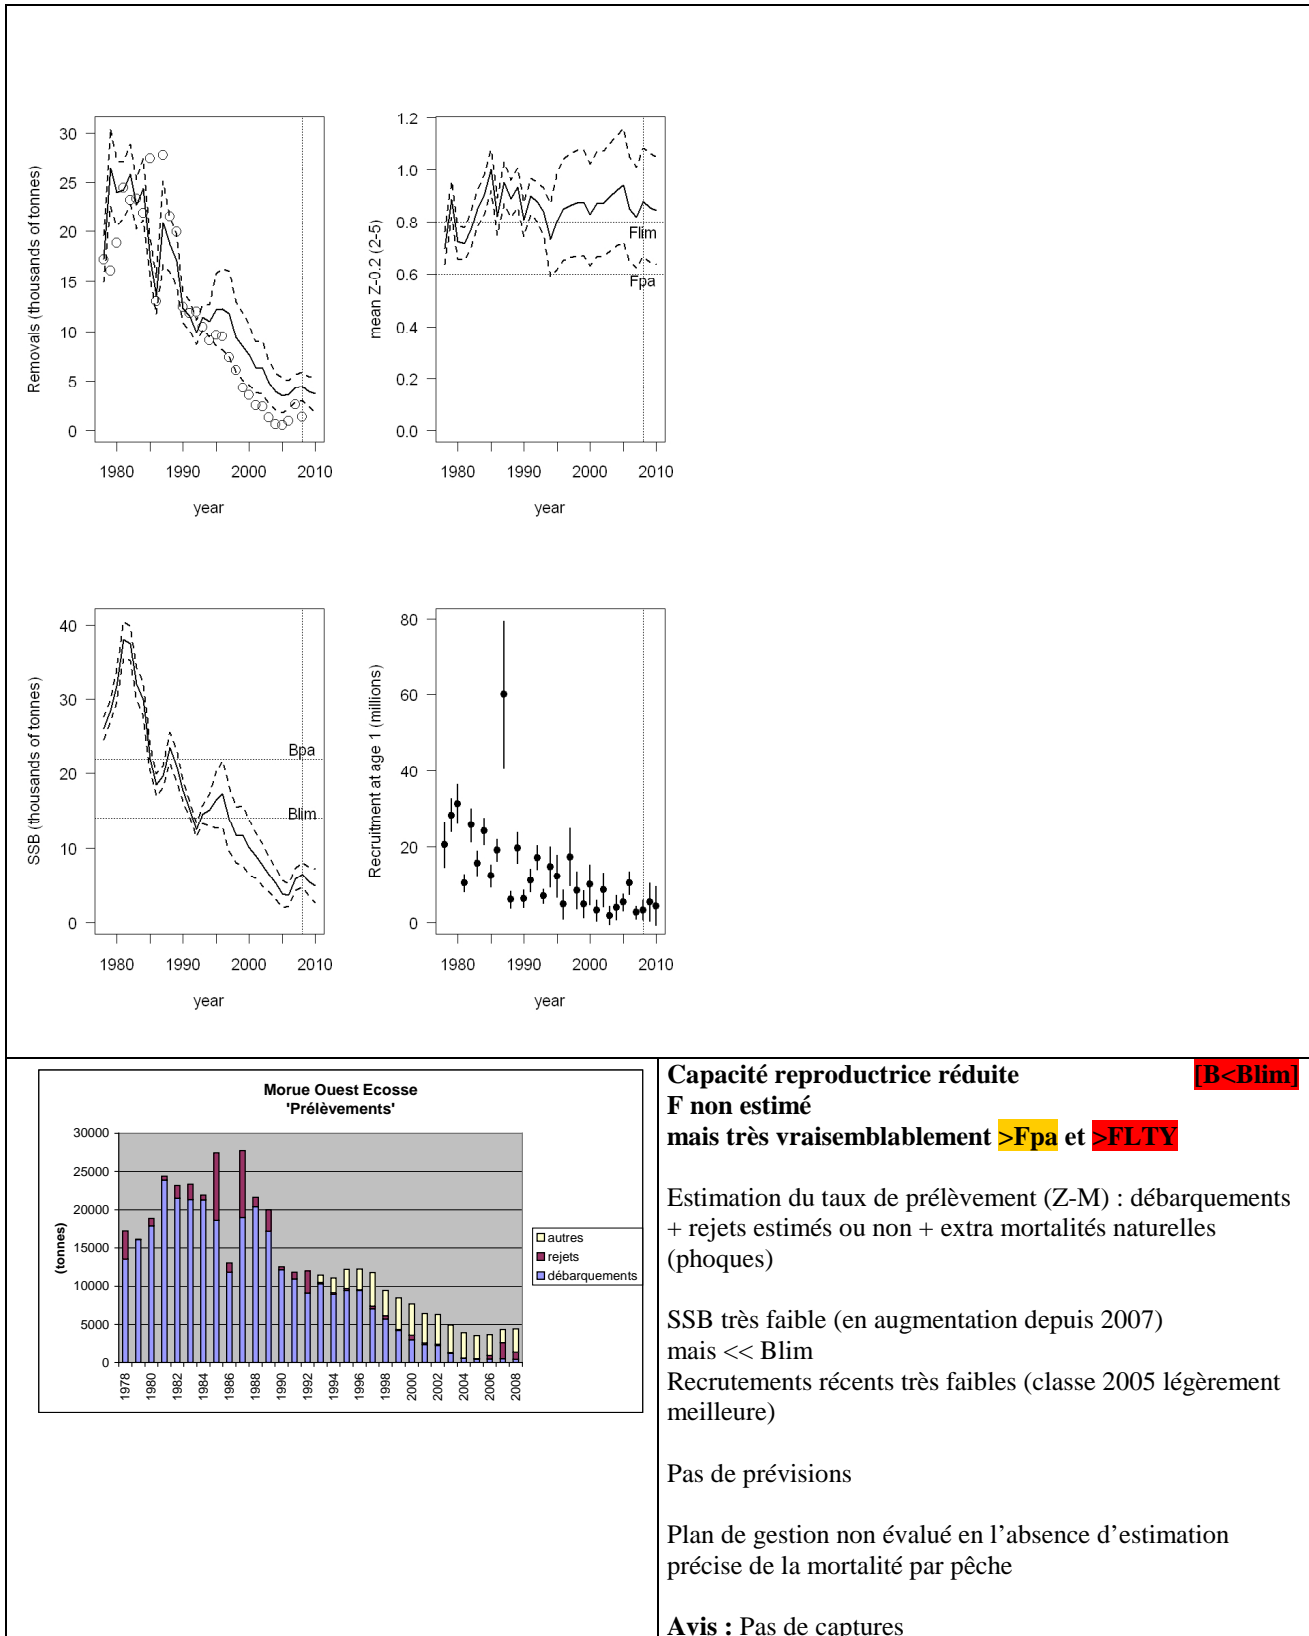 30
25
20
15
10
5
0
Removals (thousands of tonnes)
1980 1990 2000 2010
year
1.2
1.0
0.8
0.6
0.4
0.2
0.0
mean Z-0.2 (2-5)
Flim
Fpa
1980 1990 2000 2010
year
40
30
20
10
0
SSB (thousands of tonnes)
Bpa
Blim
1980 1990 2000 2010
year
80
60
40
20
0
Recruitment at age 1 (millions)
1980 1990 2000 2010
year
Morue Ouest Ecosse
'Prélèvements'
30000
25000
20000
15000
10000
5000
0
(tonnes)
1978 1980 1982 1984 1986 1988 1990 1992 1994 1996 1998 2000 2002 2004 2006 2008
autres
rejets
débarquements
Capacité reproductrice réduite [B<Blim]
F non estimé
mais très vraisemblablement >Fpa et >FLTY
Estimation du taux de prélèvement (Z-M) : débarquements
+ rejets estimés ou non + extra mortalités naturelles
(phoques)
SSB très faible (en augmentation depuis 2007)
mais << Blim
Recrutements récents très faibles (classe 2005 légèrement
meilleure)
Pas de prévisions
Plan de gestion non évalué en l'absence d'estimation
précise de la mortalité par pêche
Avis : Pas de captures